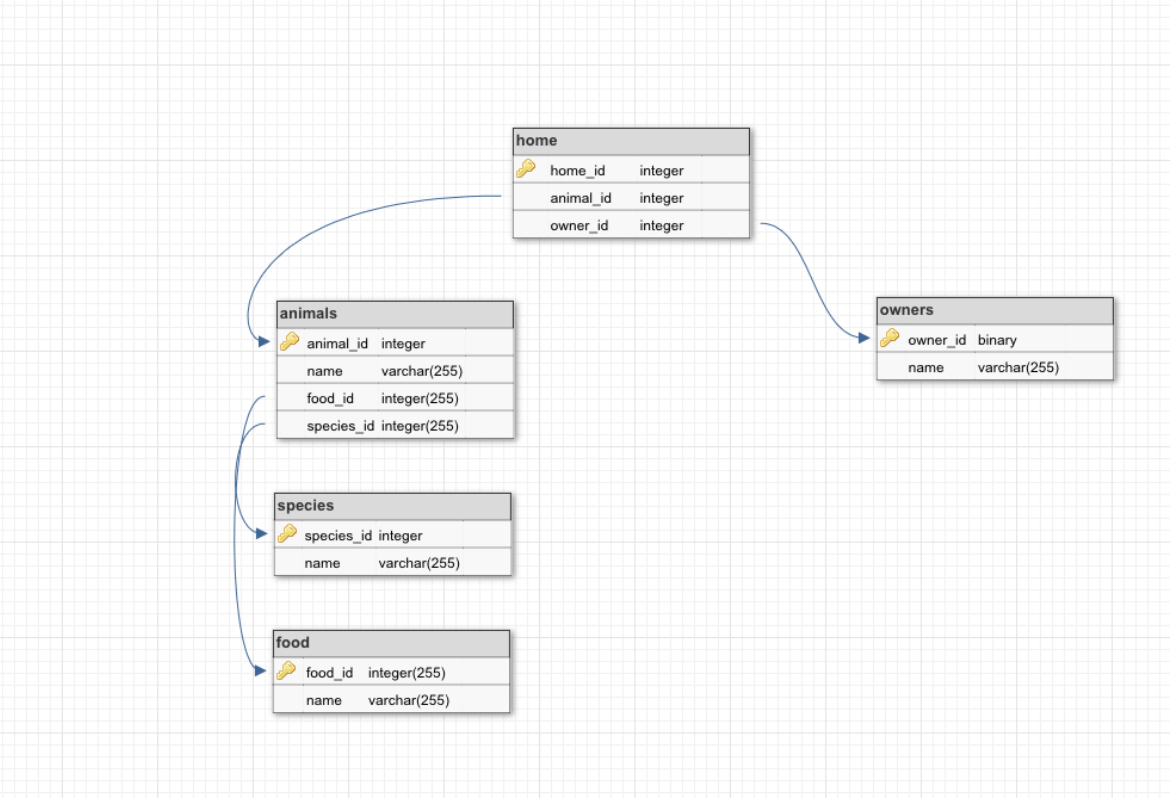 home
home_id integer
animal_id integer
owner_id integer
animals
animal_id integer
name varchar(255)
food_id integer(255)
species_id integer(255)
owners
owner_id binary
name varchar(255)
species
species_id integer
name varchar(255)
food
food_id integer(255)
name varchar(255)